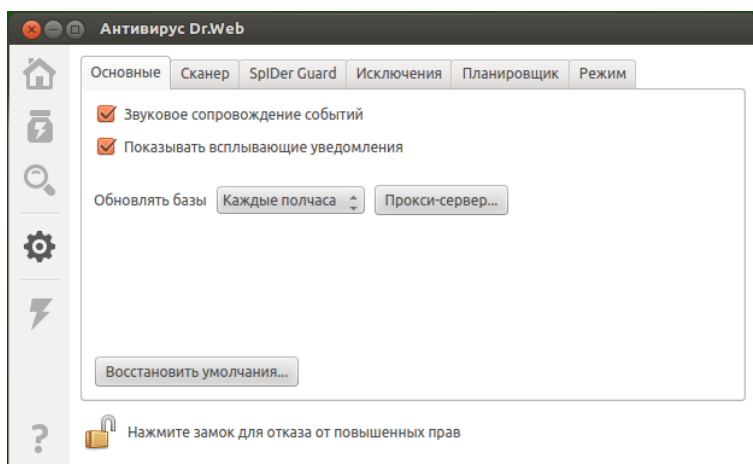 Антивирус Dr.Web
Основные Сканер SpIDer Guard Исключения Планировщик Режим
Звуковое сопровождение событий
Показывать всплывающие уведомления
Обновлять базы Каждые полчаса Прокси-сервер...
Восстановить умолчания...
Нажмите замок для отказа от повышенных прав